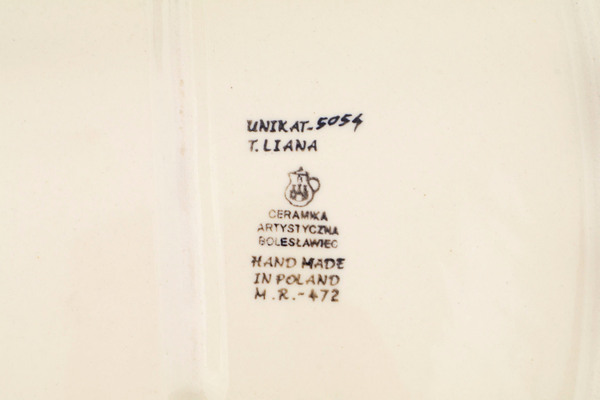 UNIKAT-5054
T. LIANA
CERAMIKA
ARTYSTYCZNA
BOLESŁAWIEC
HAND MADE
IN POLAND
M.R.-472